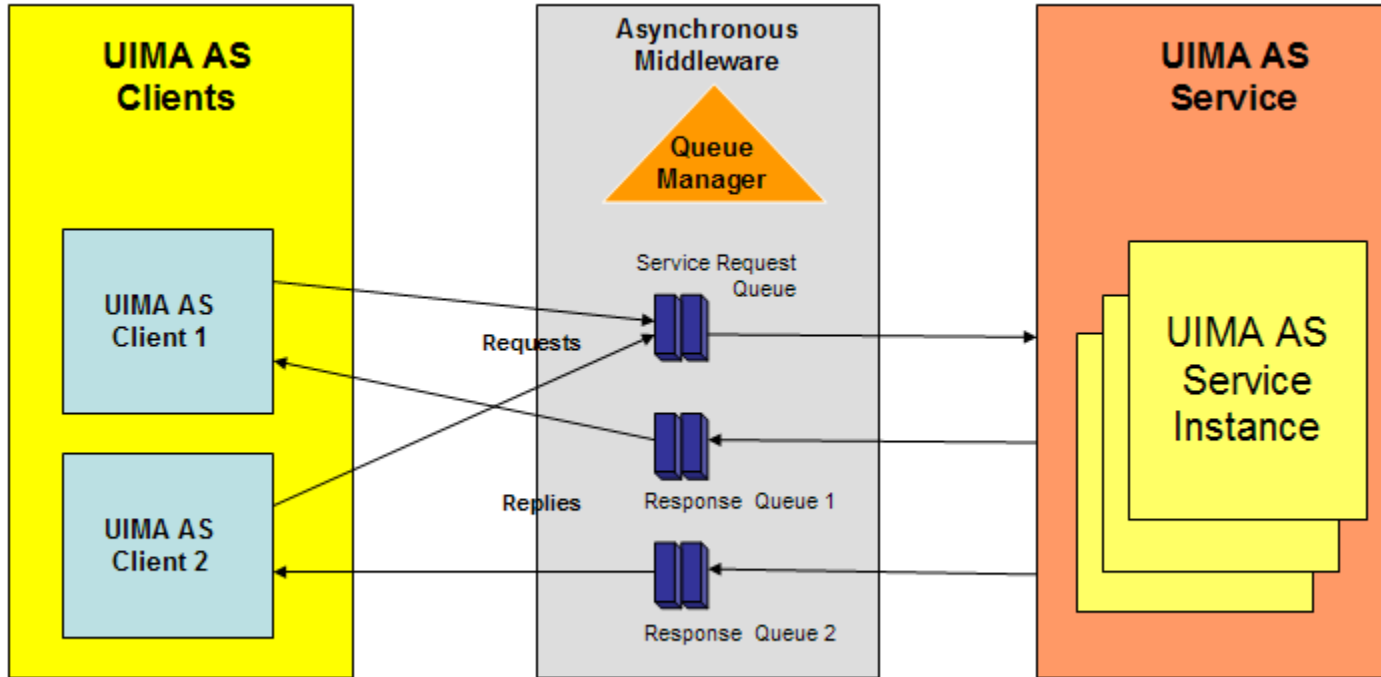 UIMA AS
Clients
UIMA AS
Client 1
UIMA AS
Client 2
Requests
Replies
Asynchronous
Middleware
Queue
Manager
Service Request
Queue
Response Queue 1
Response Queue 2
UIMA AS
Service
UIMA AS
Service
Instance